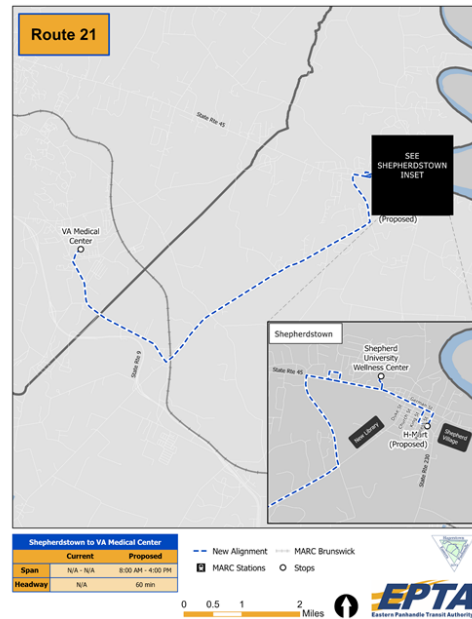 Route 21
State Rte 45
SEE
SHEPHERDSTOWN
INSET
(Proposed)
VA Medical
Center
State Rte 9
Shepherdstown
Shepherd
University
Wellness Center
State Rte 45
New Library
H-Mart
(Proposed)
Shepherd
Village
State Rte 230
Shepherdstown to VA Medical Center
Current Proposed
Span N/A - N/A 8:00 AM - 4:00 PM
Headway N/A 60 min
New Alignment
MARC Brunswick
MARC Stations
Stops
0 0.5 1 2
Miles
EPTA
Eastern Panhandle Transit Authority